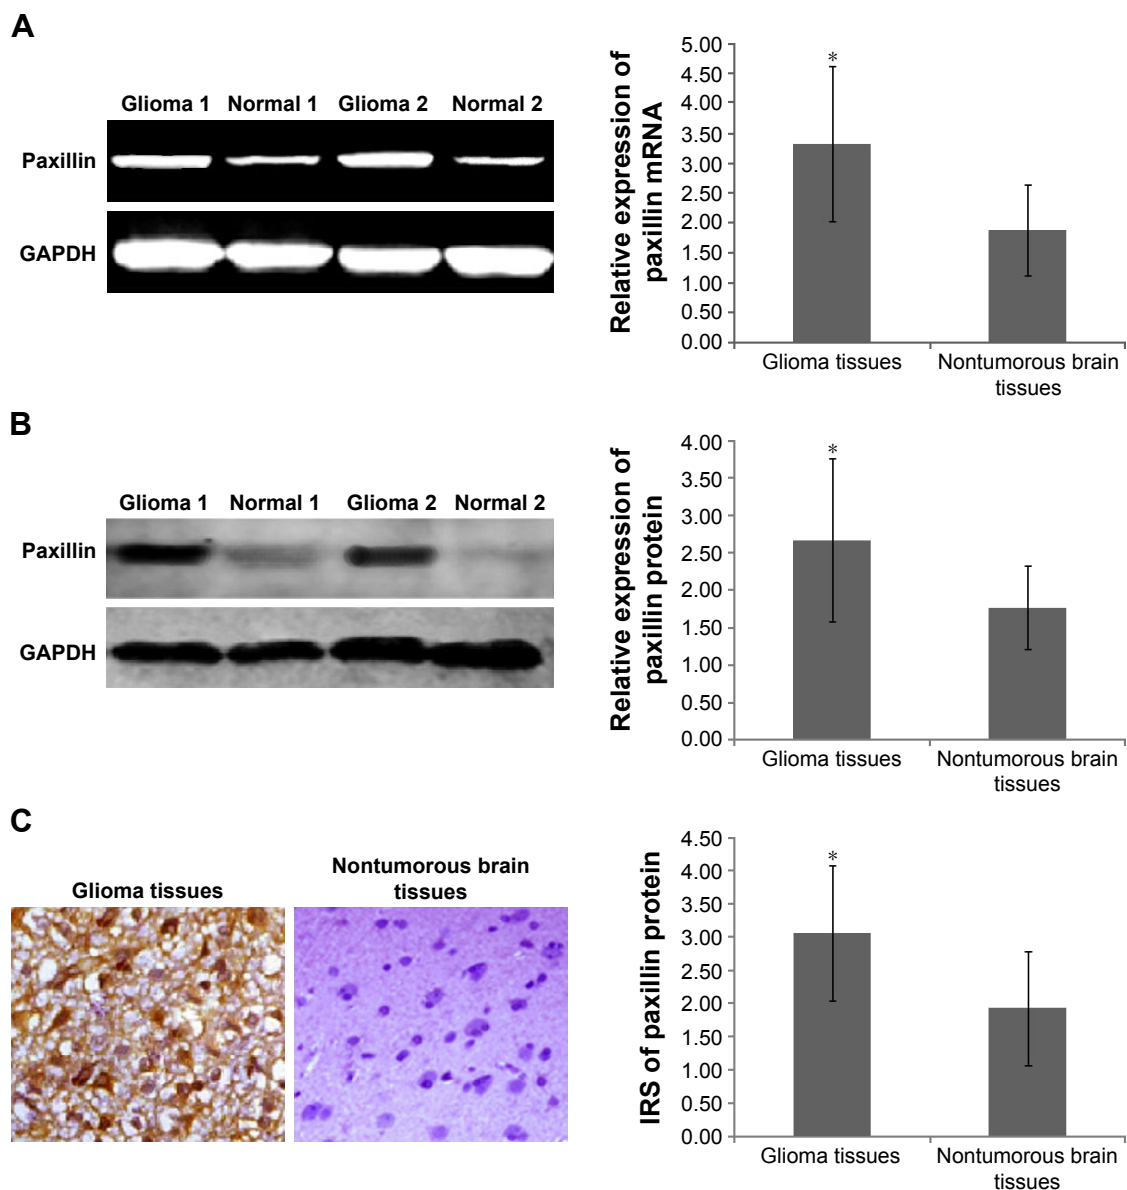 A
Glioma 1 Normal 1 Glioma 2 Normal 2
Paxillin
GAPDH
Relative expression of
paxillin mRNA
5.00
4.50
4.00
3.50
3.00
2.50
2.00
1.50
1.00
0.50
0.00
*
Glioma tissues
Nontumorous brain
tissues
B
Glioma 1 Normal 1 Glioma 2 Normal 2
Paxillin
GAPDH
Relative expression of
paxillin protein
4.00
3.50
3.00
2.50
2.00
1.50
1.00
0.50
0.00
*
Glioma tissues
Nontumorous brain
tissues
C
Glioma tissues
Nontumorous brain
tissues
IRS of paxillin protein
4.50
4.00
3.50
3.00
2.50
2.00
1.50
1.00
0.50
0.00
*
Glioma tissues
Nontumorous brain
tissues